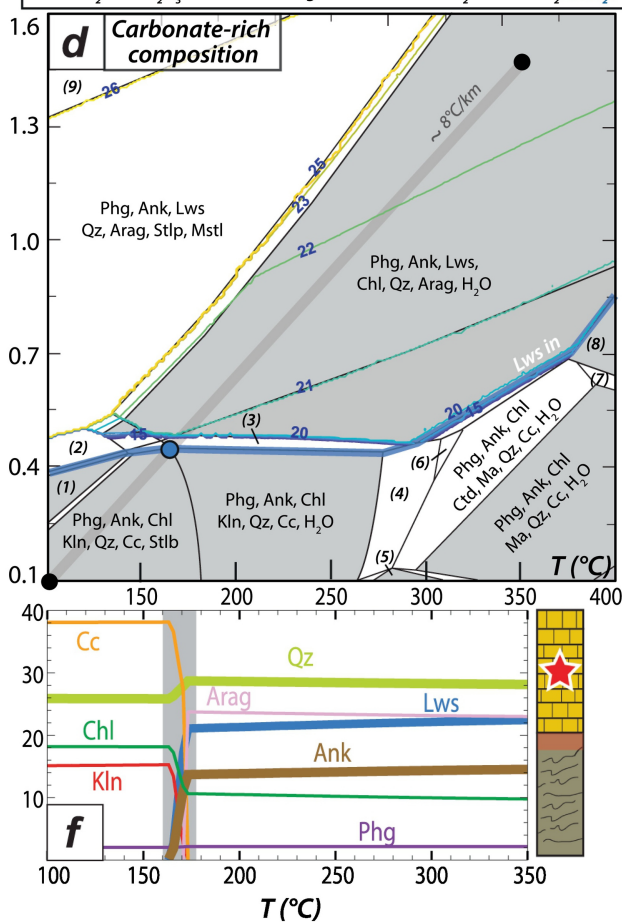 1.6
d
Carbonate-rich
composition
(9)
26
~ 8°C/km
1.3
25
23
Phg, Ank, Lws
Qz, Arag, Stlp, Mstl
22
1.0
Phg, Ank, Lws,
Chl, Qz, Arag, H₂O
Lws in
(8)
0.7
21
(7)
(3)
20
15
15
20
(2)
(6)
Phg, Ank, Chl
Ctd, Ma, Qz, Cc, H₂O
0.4
(1)
(4)
Phg, Ank, Chl
Ma, Qz, Cc, H₂O
Phg, Ank, Chl
Kln, Qz, Cc, Stlb
Phg, Ank, Chl
Kln, Qz, Cc, H₂O
(5)
0.1
T (°C)
150
200
250
300
350
400
40
Cc
Qz
30
Arag
Lws
Chl
20
Ank
Kln
10
f
Phg
100
150
200
250
300
350
T (°C)